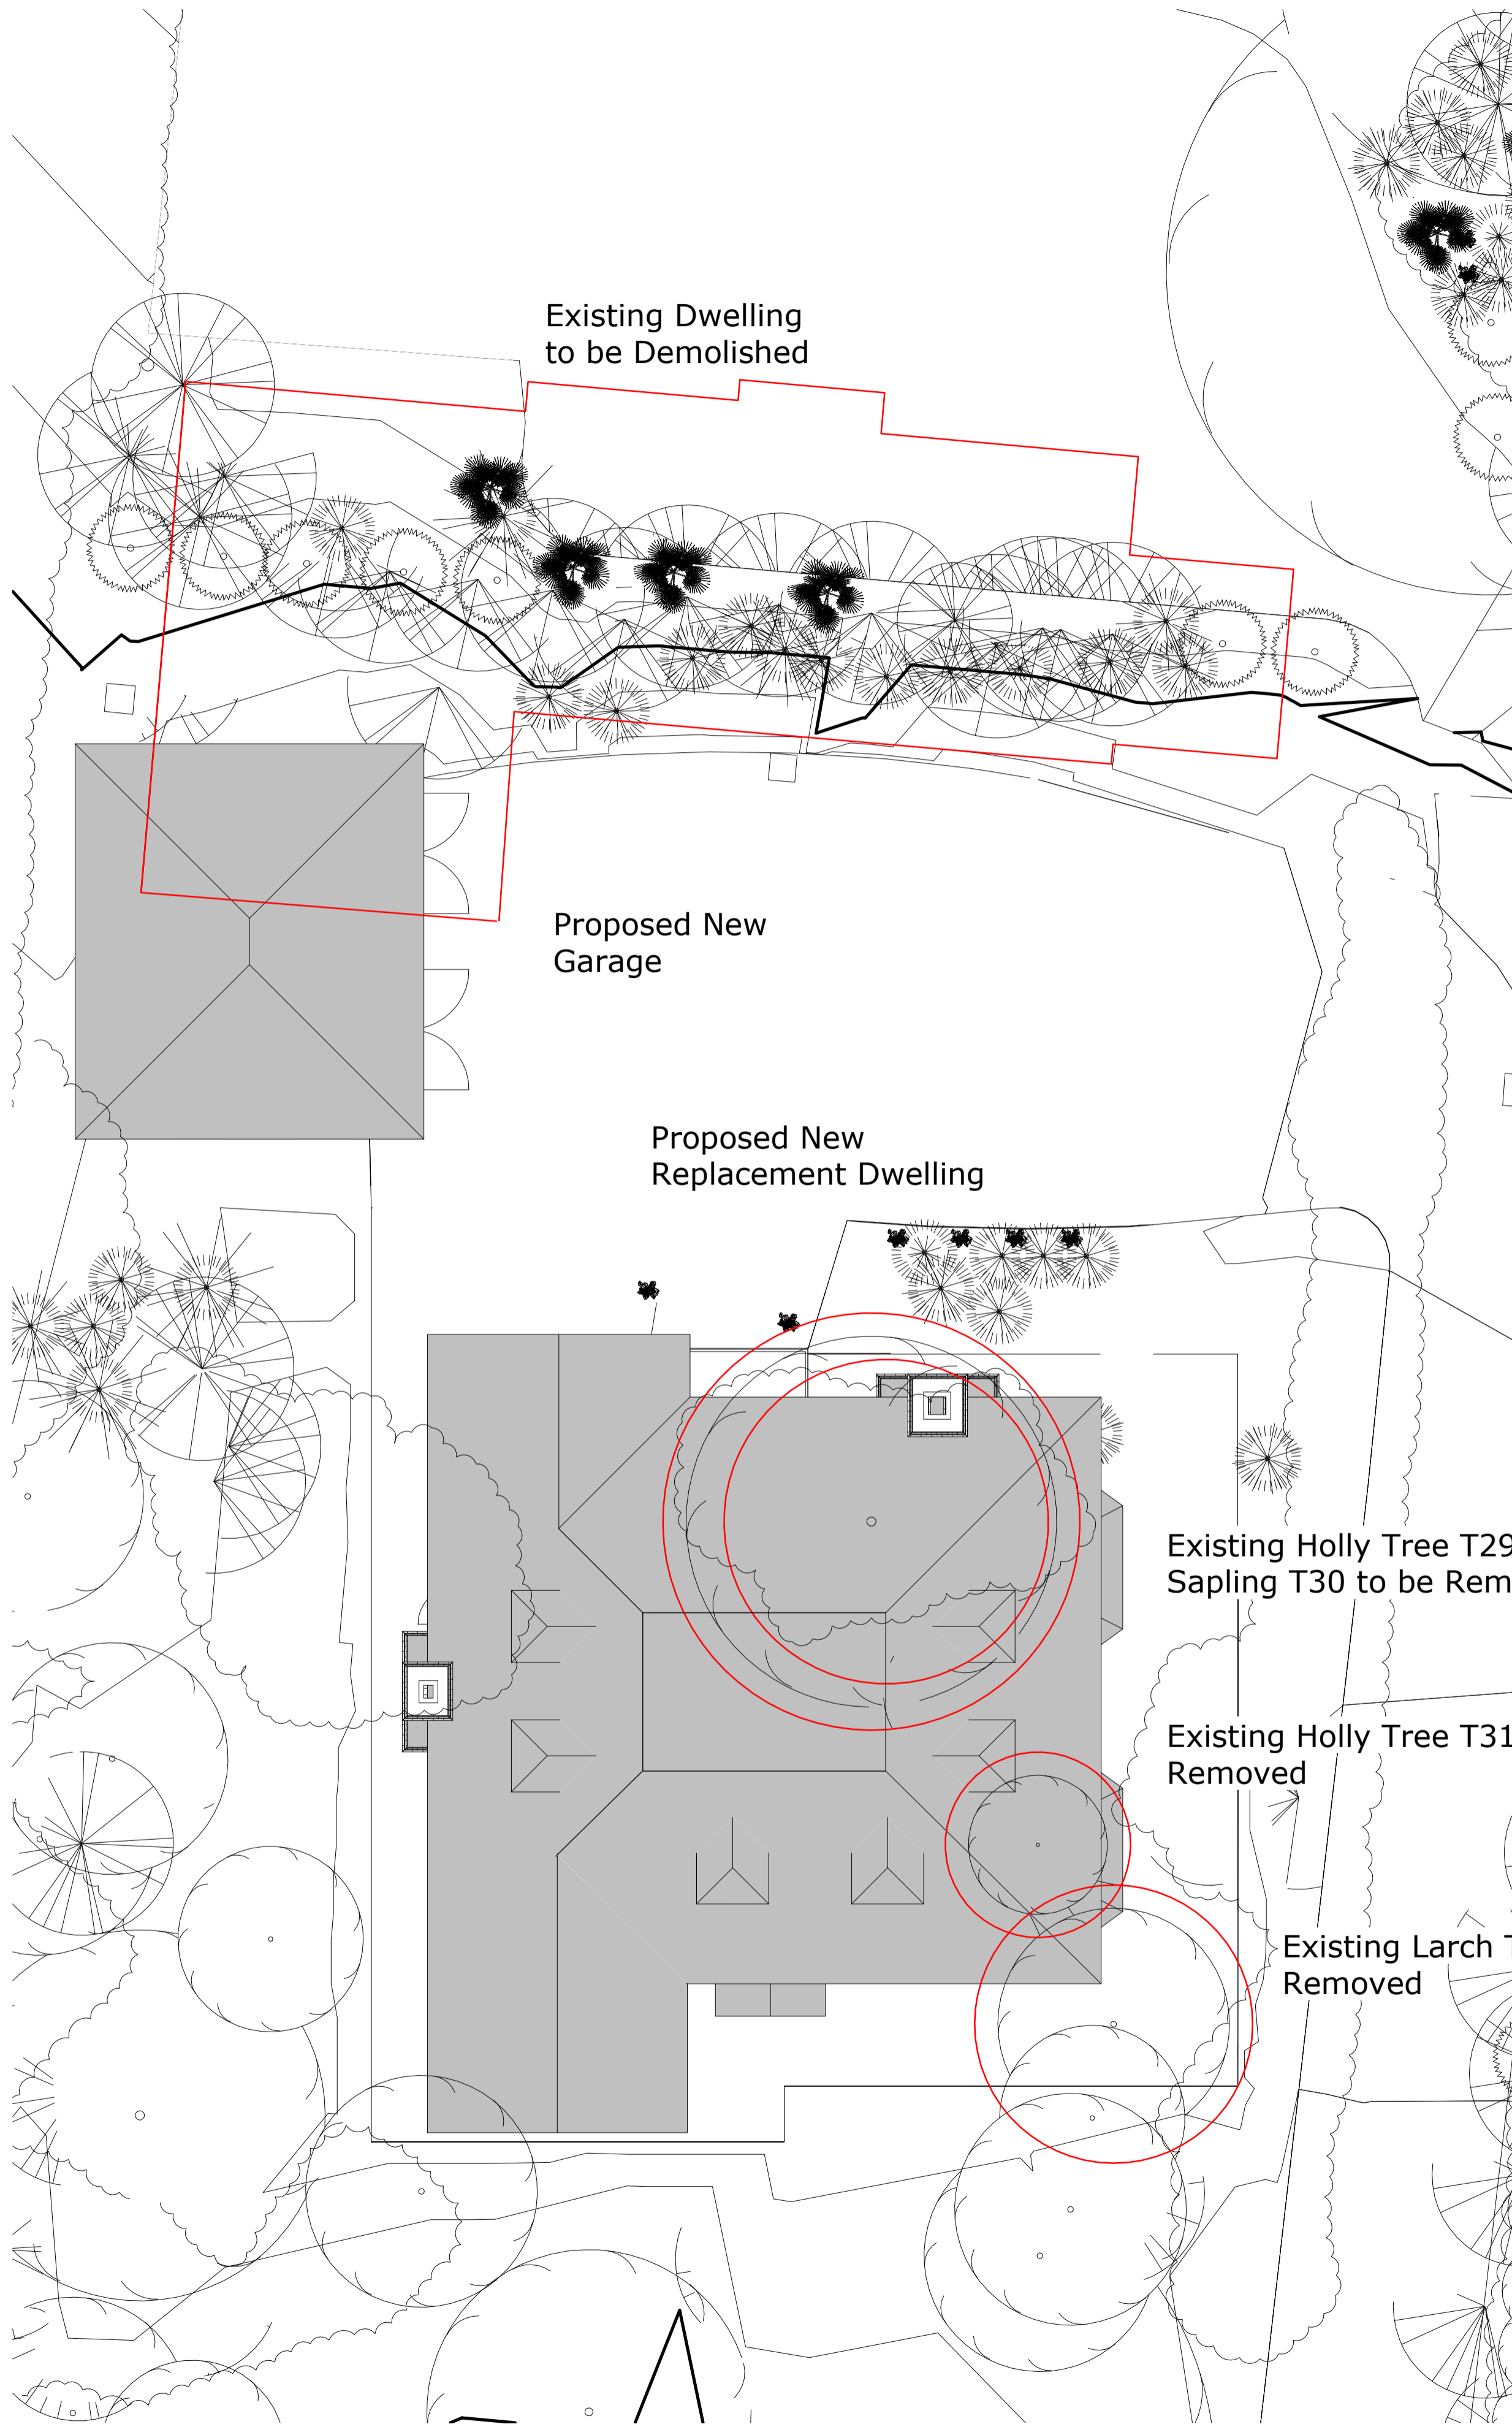 Existing Dwelling
to be Demolished
Proposed New
Garage
Proposed New
Replacement Dwelling
Existing Holly Tree T29
Sapling T30 to be Rem
Existing Holly Tree T31
Removed
Existing Larch T
Removed